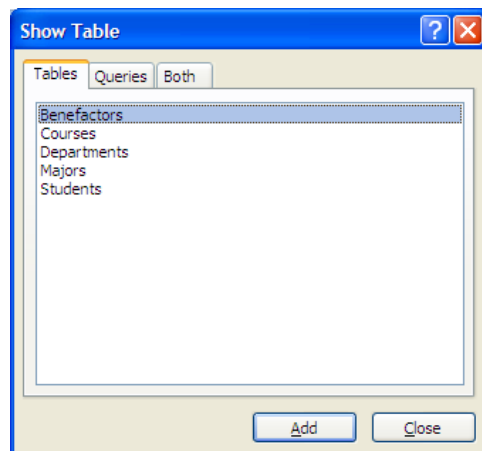 Show Table
?
Tables Queries Both
Benefactors
Courses
Departments
Majors
Students
Add Close